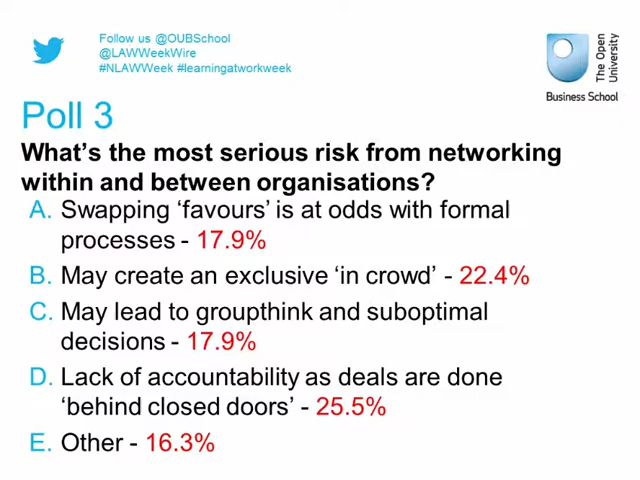 Follow us @OUBSchool
@LAWWeekWire
#NLAWWeek #learningatworkweek
The Open
University
Business School
Poll 3
What's the most serious risk from networking
within and between organisations?
A. Swapping 'favours' is at odds with formal
processes - 17.9%
B. May create an exclusive 'in crowd' - 22.4%
C. May lead to groupthink and suboptimal
decisions - 17.9%
D. Lack of accountability as deals are done
'behind closed doors' - 25.5%
E. Other - 16.3%